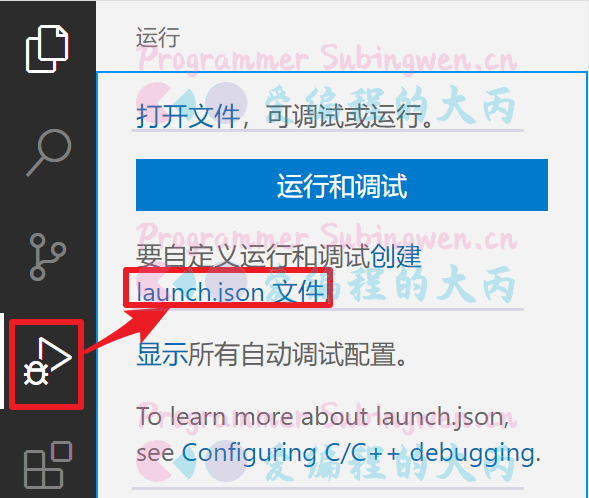 运行
Programmer Subingwen.cn
爱编程的大丙
打开文件，可调试或运行。
运行和调试
Programmer Subingwen.cn
要自定义运行和调试创建
launch.json 文件。
爱编程的大丙
显示所有自动调试配置。
To learn more about launch.json,
Programmer Subingwen.cn
see Configuring C/C++ debugging.
爱编程的大丙